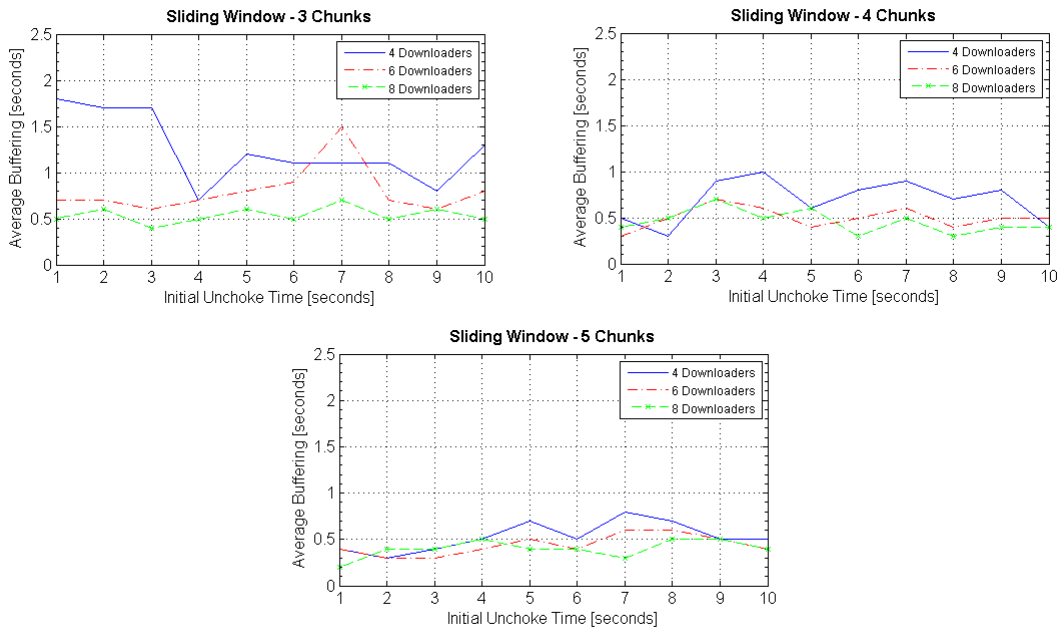 Sliding Window - 3 Chunks
2.5
2
1.5
1
0.5
0
Average Buffering [seconds]
4 Downloaders
6 Downloaders
8 Downloaders
1 2 3 4 5 6 7 8 9 10
Initial Unchoke Time [seconds]
Sliding Window - 4 Chunks
2.5
2
1.5
1
0.5
0
Average Buffering [seconds]
4 Downloaders
6 Downloaders
8 Downloaders
1 2 3 4 5 6 7 8 9 10
Initial Unchoke Time [seconds]
Sliding Window - 5 Chunks
2.5
2
1.5
1
0.5
0
Average Buffering [seconds]
4 Downloaders
6 Downloaders
8 Downloaders
1 2 3 4 5 6 7 8 9 10
Initial Unchoke Time [seconds]